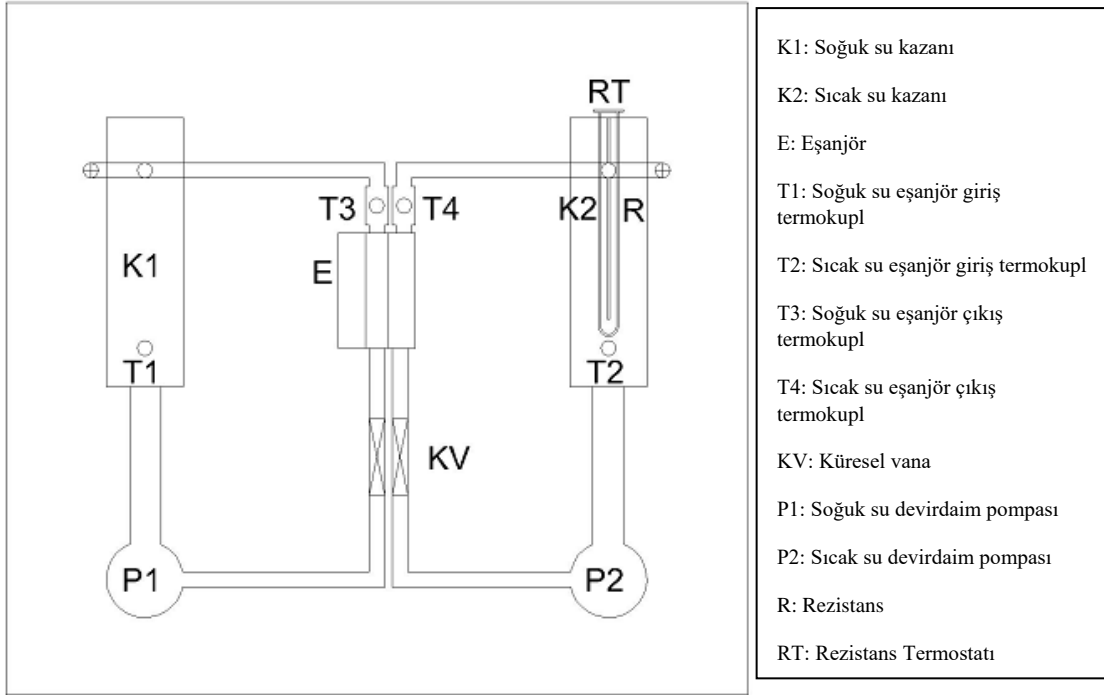 RT
T3
T4
K2
R
K1
E
T1
T2
KV
P1
P2
K1: Soğuk su kazanı
K2: Sıcak su kazanı
E: Eşanjör
T1: Soğuk su eşanjör giriş
termokupl
T2: Sıcak su eşanjör giriş termokupl
T3: Soğuk su eşanjör çıkış
termokupl
T4: Sıcak su eşanjör çıkış
termokupl
KV: Küresel vana
P1: Soğuk su devirdaim pompası
P2: Sıcak su devirdaim pompası
R: Rezistans
RT: Rezistans Termostatı